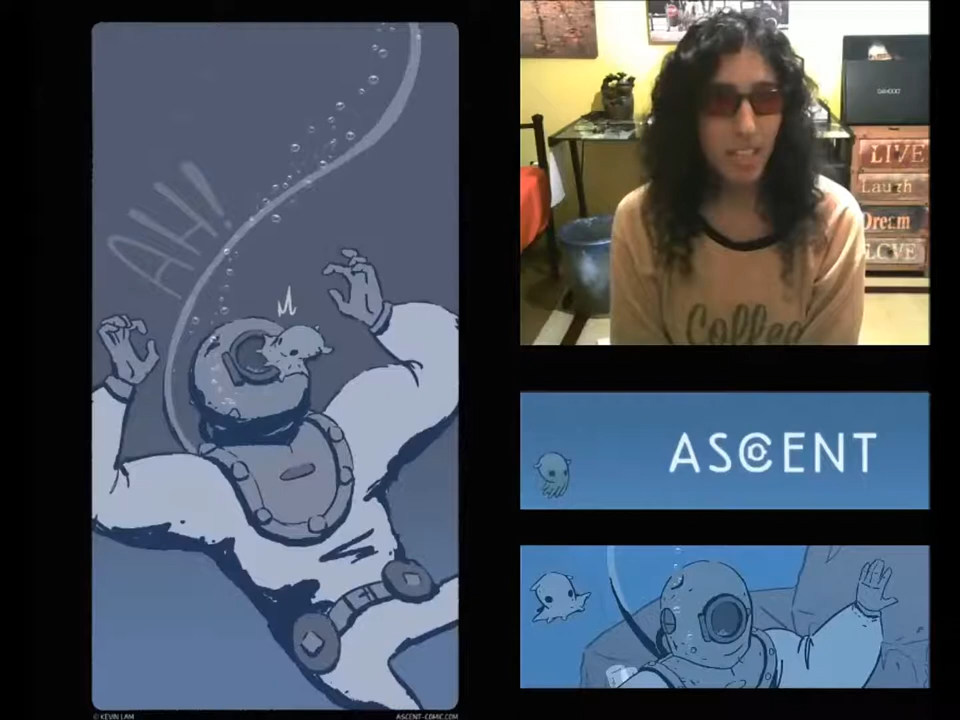 AH!
© KEVIN LAM
ASCENT-COMIC.COM
LIVE
Laugh
Dream
LOVE
Coffee
ASCENT